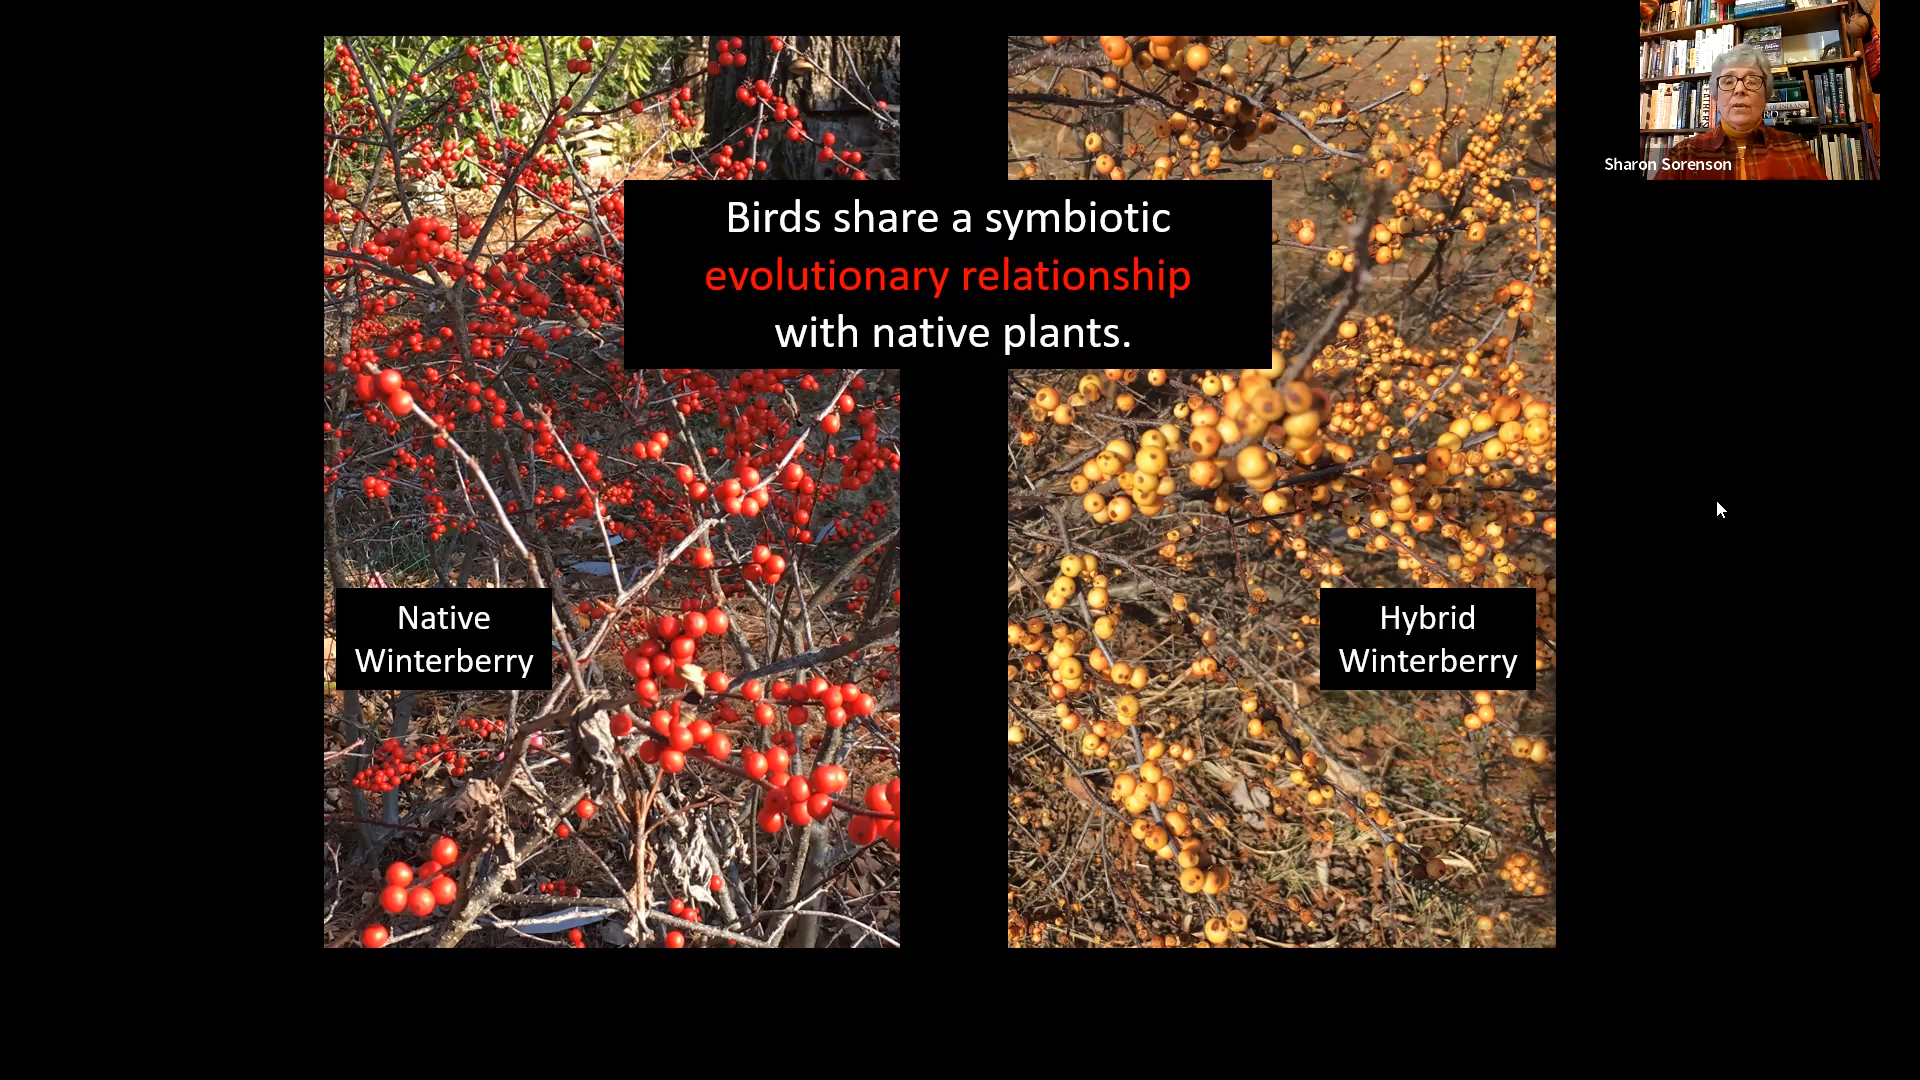 Birds share a symbiotic
evolutionary relationship
with native plants.
Native
Winterberry
Hybrid
Winterberry
Sharon Sorenson